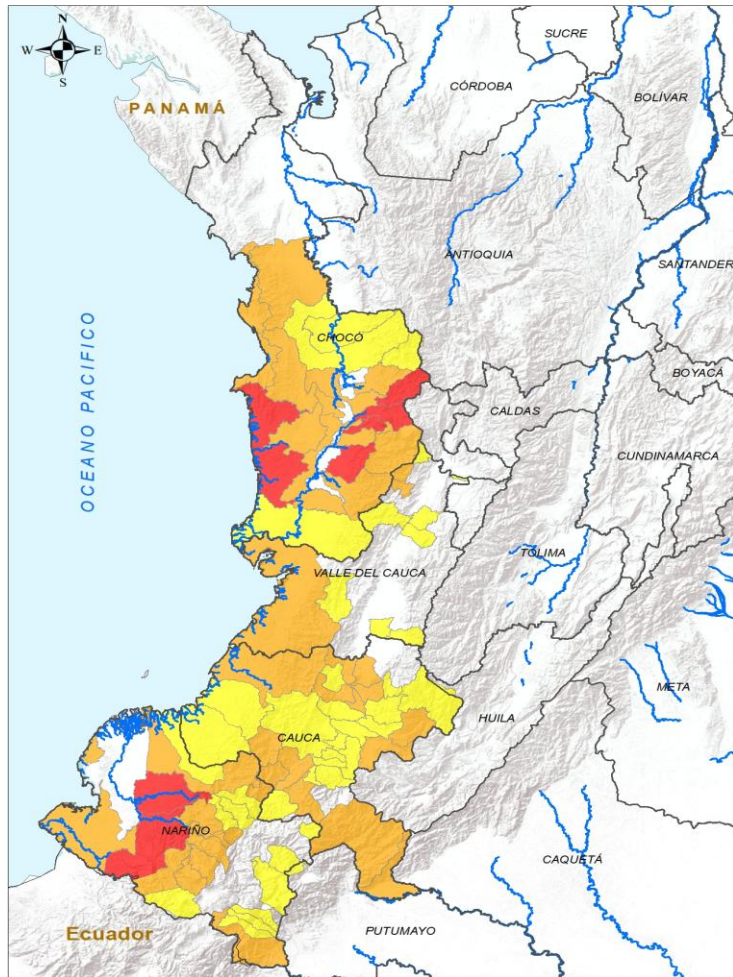 N
W E
S
PANAMÁ
SUCRE
CÓRDOBA
BOLÍVAR
ANTIOQUIA
SANTANDER
OCEANO PACIFICO
CHOCÓ
BOYACÁ
CALDAS
CUNDINAMARCA
TOLIMA
VALLE DEL CAUCA
META
HUILA
CAUCA
NARIÑO
CAQUETÁ
PUTUMAYO
Ecuador